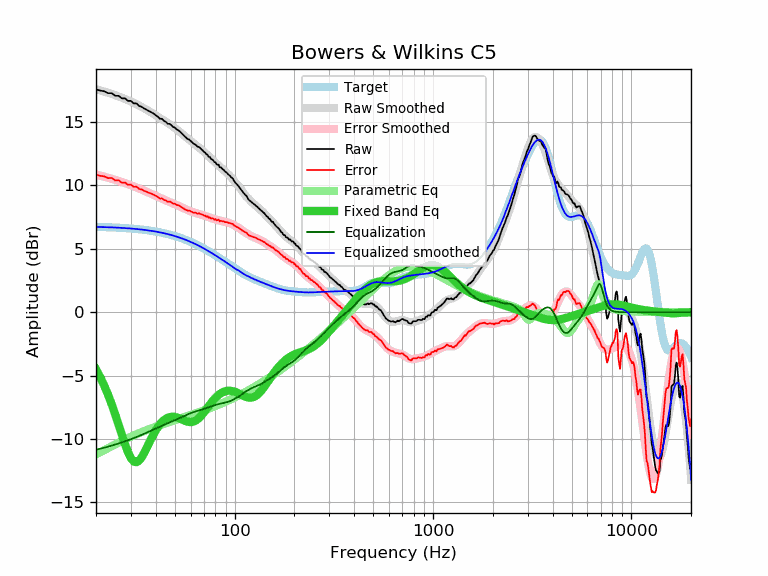 Bowers & Wilkins C5
Target
Raw Smoothed
Error Smoothed
Raw
Error
Parametric Eq
Fixed Band Eq
Equalization
Equalized smoothed
Amplitude (dBr)
15
10
5
0
−5
−10
−15
100
1000
10000
Frequency (Hz)